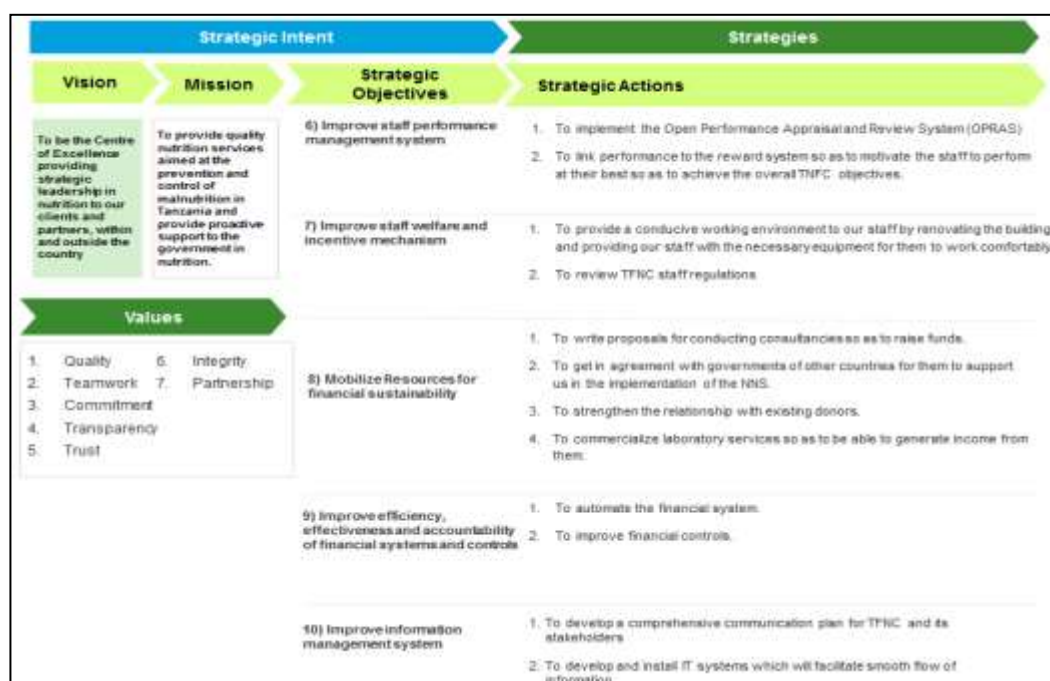 Strategic Intent
Strategies
Vision
Mission
Strategic
Objectives
Strategic Actions
To be the Centre
of Excellence
providing
strategic
leadership in
nutrition to our
clients and
partners, within
and outside the
country
To provide quality
nutrition services
aimed at the
prevention and
control of
malnutrition in
Tanzania and
provide proactive
support to the
government in
nutrition.
Values
1. Quality
2. Teamwork
3. Commitment
4. Transparency
5. Trust
6. Integrity
7. Partnership
6) Improve staff performance
management system
1. To implement the Open Performance Appraisal and Review System (OPRAS)
2. To link performance to the reward system so as to motivate the staff to perform
at their best so as to achieve the overall TNFC objectives.
7) Improve staff welfare and
incentive mechanism
1. To provide a conducive working environment to our staff by renovating the building
and providing our staff with the necessary equipment for them to work comfortably
2. To review TFNC staff regulations
8) Mobilize Resources for
financial sustainability
1. To write proposals for conducting consultancies so as to raise funds.
2. To get in agreement with governments of other countries for them to support
us in the implementation of the NNS.
3. To strengthen the relationship with existing donors.
4. To commercialize laboratory services so as to be able to generate income from
them.
9) Improve efficiency,
effectiveness and accountability
of financial systems and controls
1. To automate the financial system.
2. To improve financial controls.
10) Improve information
management system
1. To develop a comprehensive communication plan for TFNC and its
stakeholders
2. To develop and install IT systems which will facilitate smooth flow of
information